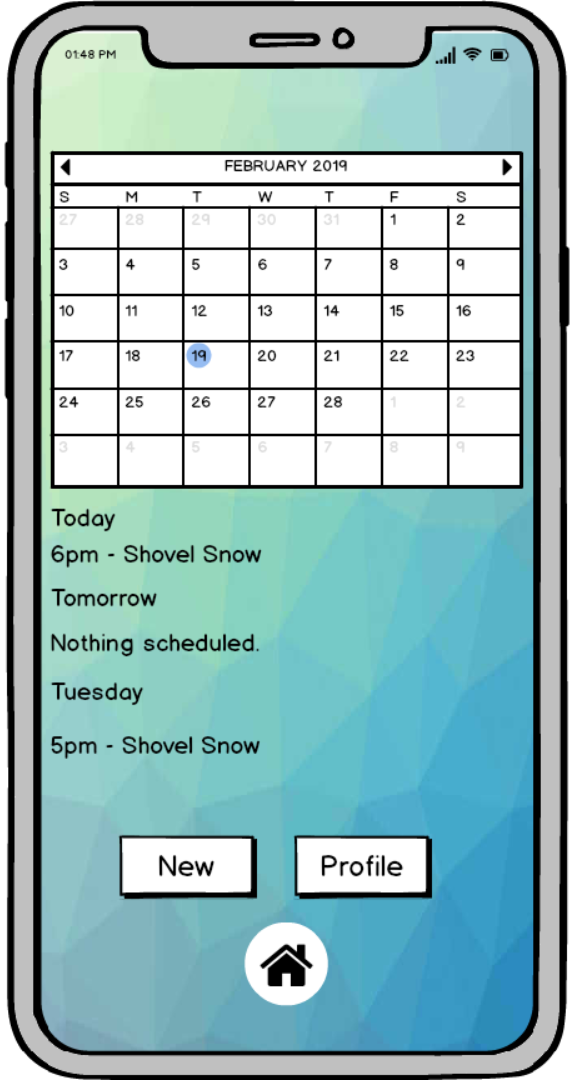 01:48 PM
FEBRUARY 2019
S M T W T F S
27 28 29 30 31 1 2
3 4 5 6 7 8 9
10 11 12 13 14 15 16
17 18 19 20 21 22 23
24 25 26 27 28 1 2
3 4 5 6 7 8 9
Today
6pm - Shovel Snow
Tomorrow
Nothing scheduled.
Tuesday
5pm - Shovel Snow
New Profile